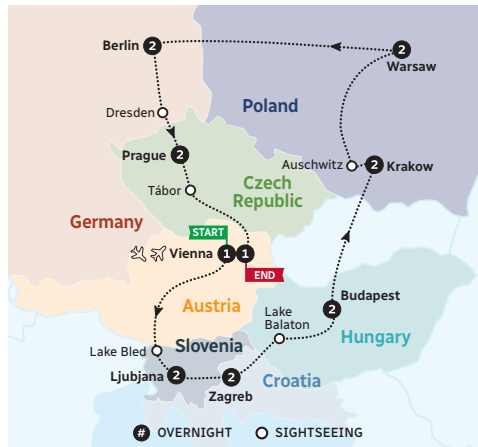 Berlin 2
2
Warsaw
Dresden
Poland
Prague 2
Auschwitz
2 Krakow
Tábor
Czech
Republic
Germany
START
Vienna 1 1
END
Budapest
2
Austria
Lake
Balaton
Hungary
Slovenia
Lake Bled
Ljubjana 2
2
Zagreb
Croatia
# OVERNIGHT
SIGHTSEEING